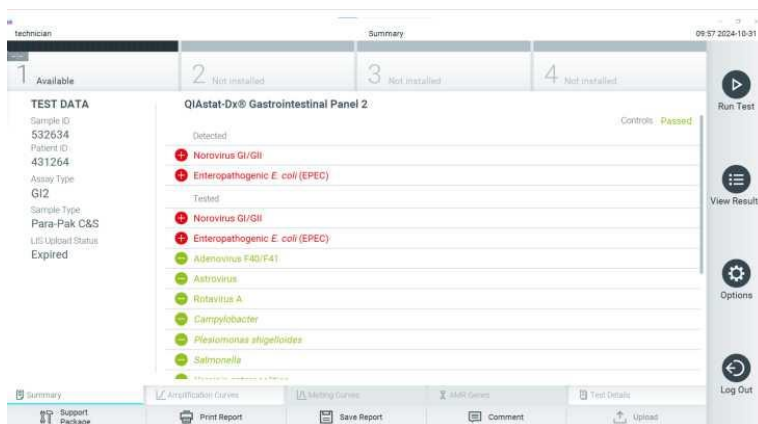 technician
Summary
09:57 2024-10-31
1 Available
2 Not installed
3 Not installed
4 Not installed
TEST DATA
Sample ID
532634
Patient ID
431264
Assay Type
GI2
Sample Type
Para-Pak C&S
LIS Upload Status
Expired
QIAstat-Dx® Gastrointestinal Panel 2
Controls Passed
Detected
Norovirus GI/GII
Enteropathogenic E. coli (EPEC)
Tested
Norovirus GI/GII
Enteropathogenic E. coli (EPEC)
Adenovirus F40/F41
Astrovirus
Rotavirus A
Campylobacter
Plesiomonas shigelloides
Salmonella
Run Test
View Result
Options
Log Out
Summary
Amplification Curves
Melting Curves
AMR Genes
Test Details
Support Package
Print Report
Save Report
Comment
Upload